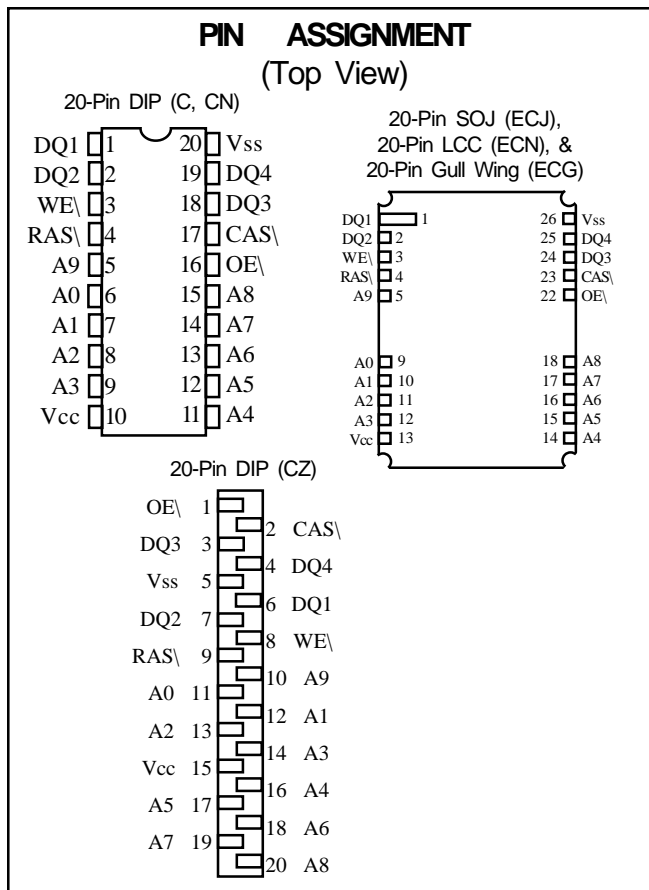 PIN ASSIGNMENT
(Top View)
20-Pin DIP (C, CN)
DQ1 1 20 Vss
DQ2 2 19 DQ4
WE\ 3 18 DQ3
RAS\ 4 17 CAS\
A9 5 16 OE\
A0 6 15 A8
A1 7 14 A7
A2 8 13 A6
A3 9 12 A5
Vcc 10 11 A4
20-Pin SOJ (ECJ),
20-Pin LCC (ECN), &
20-Pin Gull Wing (ECG)
DQ1 1 26 Vss
DQ2 2 25 DQ4
WE\ 3 24 DQ3
RAS\ 4 23 CAS\
A9 5 22 OE\
A0 9 18 A8
A1 10 17 A7
A2 11 16 A6
A3 12 15 A5
Vcc 13 14 A4
20-Pin DIP (CZ)
OE\ 1
2 CAS\
DQ3 3
4 DQ4
Vss 5
6 DQ1
DQ2 7
8 WE\
RAS\ 9
10 A9
A0 11
12 A1
A2 13
14 A3
Vcc 15
16 A4
A5 17
18 A6
A7 19
20 A8